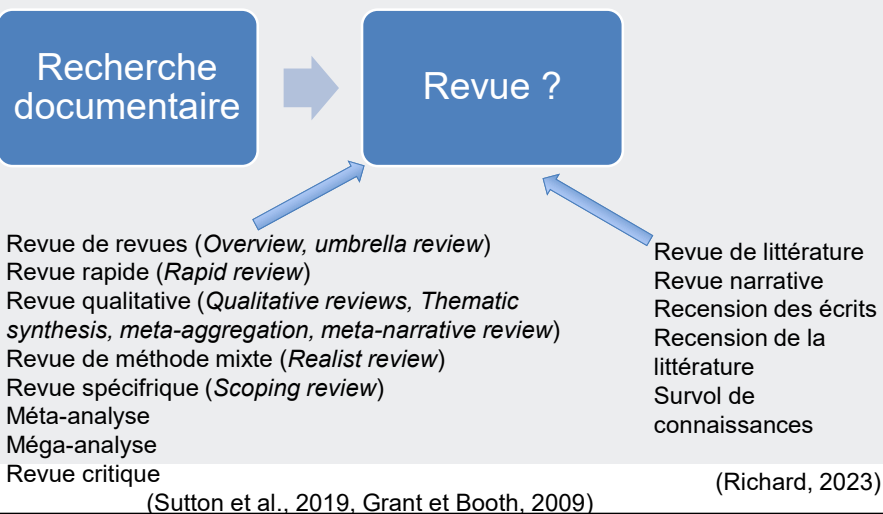 Recherche
documentaire
Revue ?
Revue de revues (Overview, umbrella review)
Revue rapide (Rapid review)
Revue qualitative (Qualitative reviews, Thematic
synthesis, meta-aggregation, meta-narrative review)
Revue de méthode mixte (Realist review)
Revue spécifrique (Scoping review)
Méta-analyse
Méga-analyse
Revue critique
(Sutton et al., 2019, Grant et Booth, 2009)
Revue de littérature
Revue narrative
Recension des écrits
Recension de la
littérature
Survol de
connaissances
(Richard, 2023)